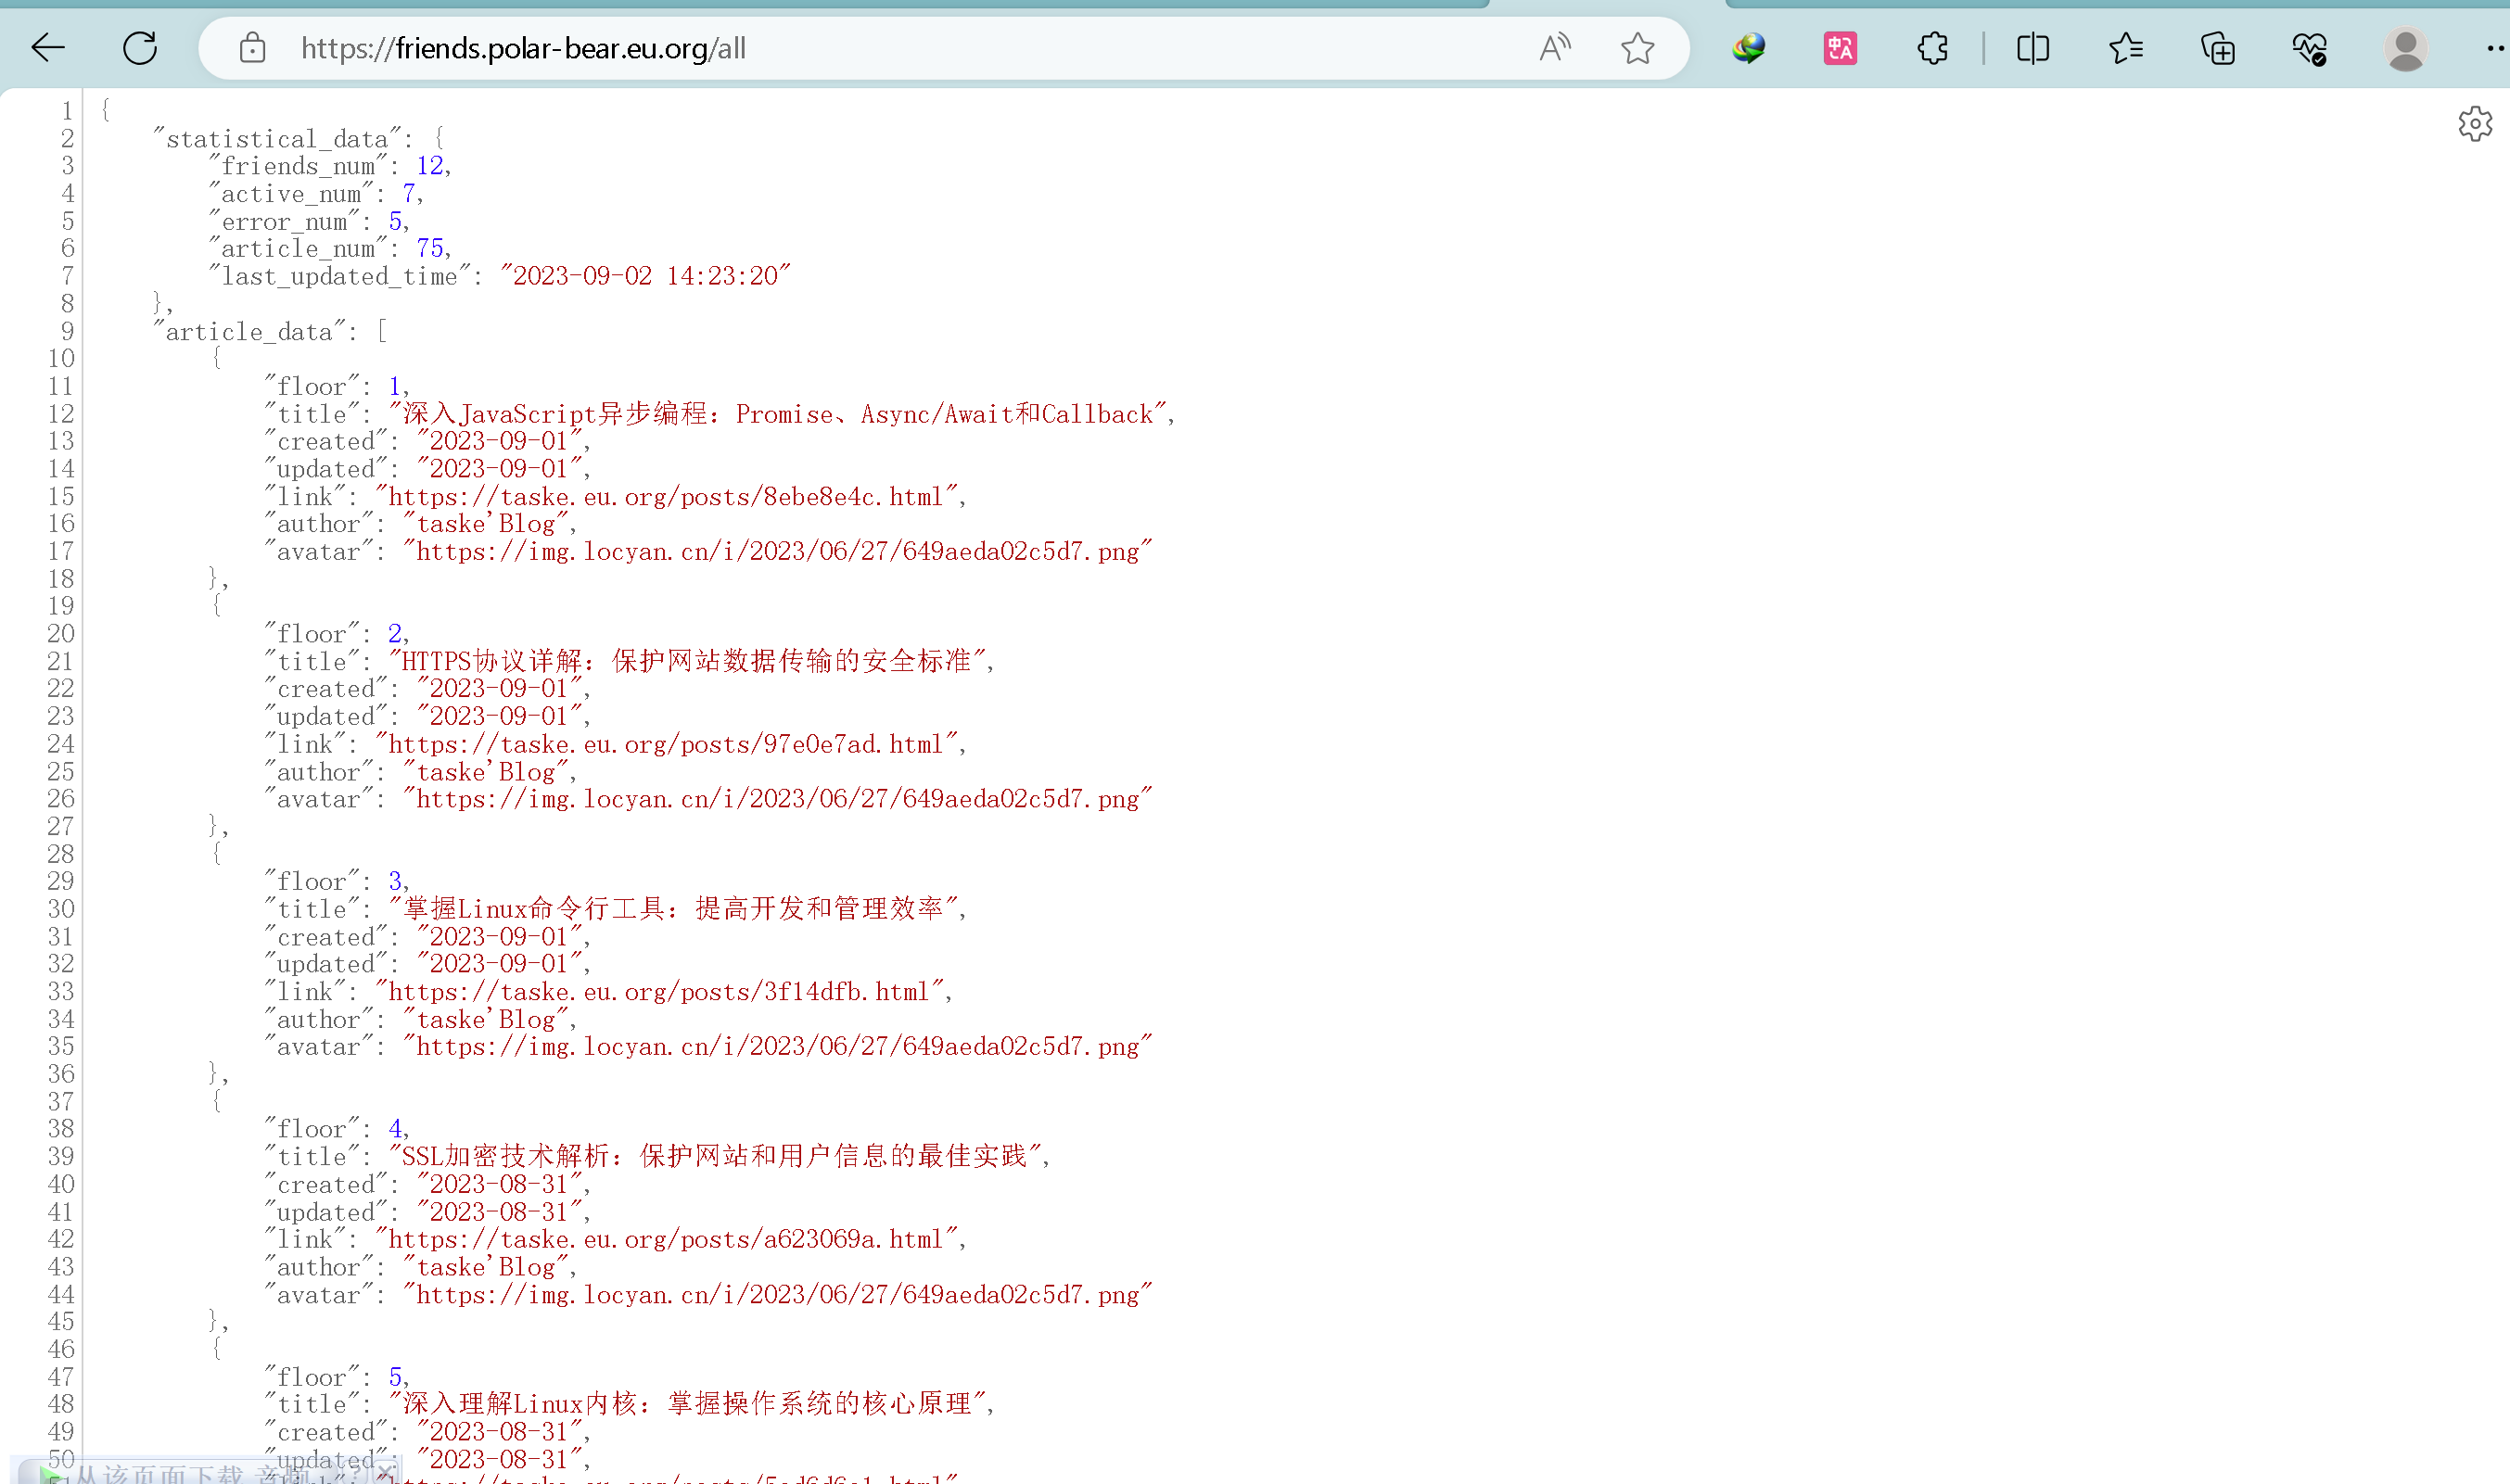 https://friends.polar-bear.eu.org/all
1 {
2 "statistical_data": {
3 "friends_num": 12,
4 "active_num": 7,
5 "error_num": 5,
6 "article_num": 75,
7 "last_updated_time": "2023-09-02 14:23:20"
8 },
9 "article_data": [
10 {
11 "floor": 1,
12 "title": "深入JavaScript异步编程：Promise、Async/Await和Callback",
13 "created": "2023-09-01",
14 "updated": "2023-09-01",
15 "link": "https://taske.eu.org/posts/8ebe8e4c.html",
16 "author": "taske'Blog",
17 "avatar": "https://img.locyan.cn/i/2023/06/27/649aeda02c5d7.png"
18 },
19 {
20 "floor": 2,
21 "title": "HTTPS协议详解：保护网站数据传输的安全标准",
22 "created": "2023-09-01",
23 "updated": "2023-09-01",
24 "link": "https://taske.eu.org/posts/97e0e7ad.html",
25 "author": "taske'Blog",
26 "avatar": "https://img.locyan.cn/i/2023/06/27/649aeda02c5d7.png"
27 },
28 {
29 "floor": 3,
30 "title": "掌握Linux命令行工具：提高开发和管理效率",
31 "created": "2023-09-01",
32 "updated": "2023-09-01",
33 "link": "https://taske.eu.org/posts/3f14dfb.html",
34 "author": "taske'Blog",
35 "avatar": "https://img.locyan.cn/i/2023/06/27/649aeda02c5d7.png"
36 },
37 {
38 "floor": 4,
39 "title": "SSL加密技术解析：保护网站和用户信息的最佳实践",
40 "created": "2023-08-31",
41 "updated": "2023-08-31",
42 "link": "https://taske.eu.org/posts/a623069a.html",
43 "author": "taske'Blog",
44 "avatar": "https://img.locyan.cn/i/2023/06/27/649aeda02c5d7.png"
45 },
46 {
47 "floor": 5,
48 "title": "深入理解Linux内核：掌握操作系统的核心原理",
49 "created": "2023-08-31",
50 "updated": "2023-08-31",
从该页面下载 音频